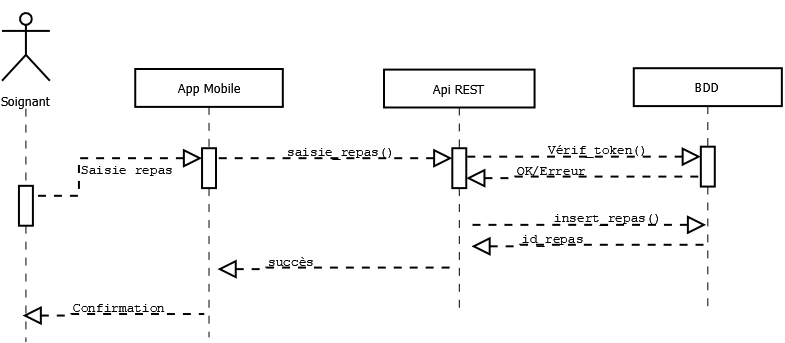 Soignant
App Mobile
Api REST
BDD
Saisie repas
saisie_repas()
Vérif_token()
OK/Erreur
insert_repas()
id_repas
succès
Confirmation